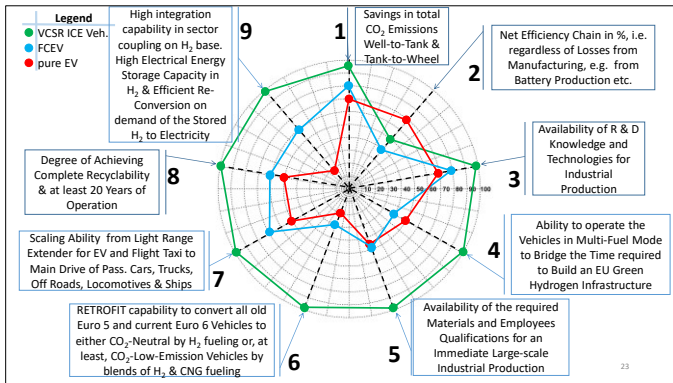 Legend
VCSR ICE Veh.
FCEV
pure EV
High integration
capability in sector
coupling on H2 base.
High Electrical Energy
Storage Capacity in
H2 & Efficient Re-
Conversion on
demand of the Stored
H2 to Electricity
9
1
Savings in total
CO2 Emissions
Well-to-Tank &
Tank-to-Wheel
2
Net Efficiency Chain in %, i.e.
regardless of Losses from
Manufacturing, e.g. from
Battery Production etc.
Availability of R & D
Knowledge and
Technologies for
Industrial
Production
3
10 20 30 40 50 60 70 80 90 100
Degree of Achieving
Complete Recyclability
& at least 20 Years of
Operation
8
Ability to operate the
Vehicles in Multi-Fuel Mode
to Bridge the Time required
to Build an EU Green
Hydrogen Infrastructure
4
Scaling Ability from Light Range
Extender for EV and Flight Taxi to
Main Drive of Pass. Cars, Trucks,
Off Roads, Locomotives & Ships
7
RETROFIT capability to convert all old
Euro 5 and current Euro 6 Vehicles to
either CO2-Neutral by H2 fueling or, at
least, CO2-Low-Emission Vehicles by
blends of H2 & CNG fueling
6
5
Availability of the required
Materials and Employees
Qualifications for an
Immediate Large-scale
Industrial Production
23